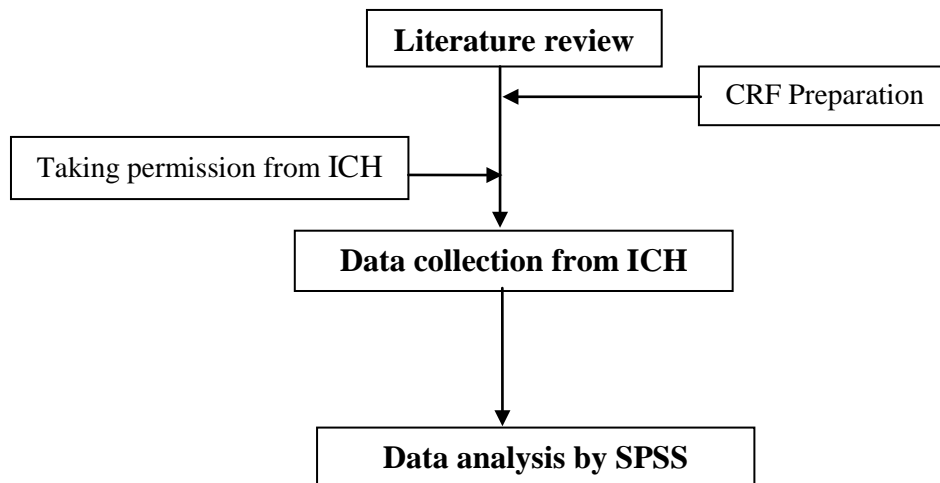 Literature review
CRF Preparation
Taking permission from ICH
Data collection from ICH
Data analysis by SPSS